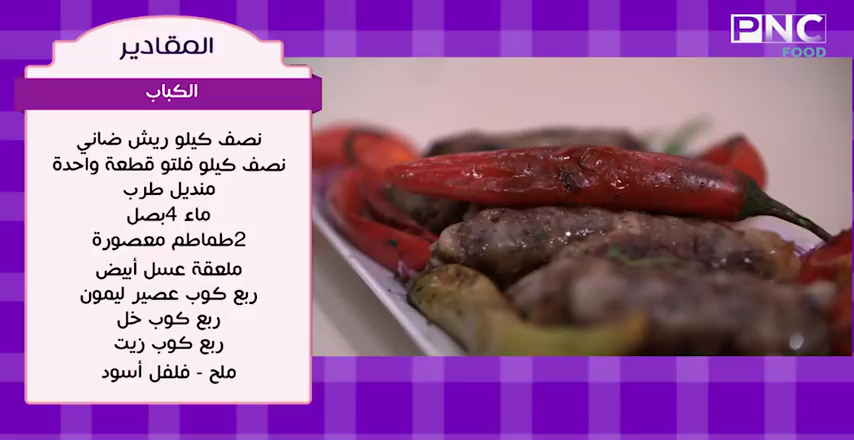 المقادير
الكباب
نصف كيلو ريش ضاني
نصف كيلو فلتو قطعة واحدة
منديل طرب
ماء 4بصل
2طماطم معصورة
ملعقة عسل أبيض
ربع كوب عصير ليمون
ربع كوب خل
ربع كوب زيت
ملح - فلفل أسود
PNC
FOOD